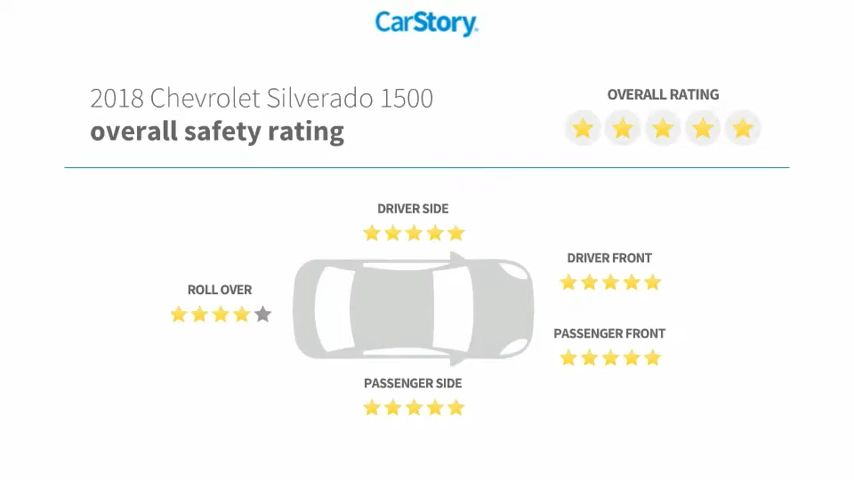 CarStory.
2018 Chevrolet Silverado 1500
overall safety rating
OVERALL RATING
DRIVER SIDE
DRIVER FRONT
ROLL OVER
PASSENGER FRONT
PASSENGER SIDE